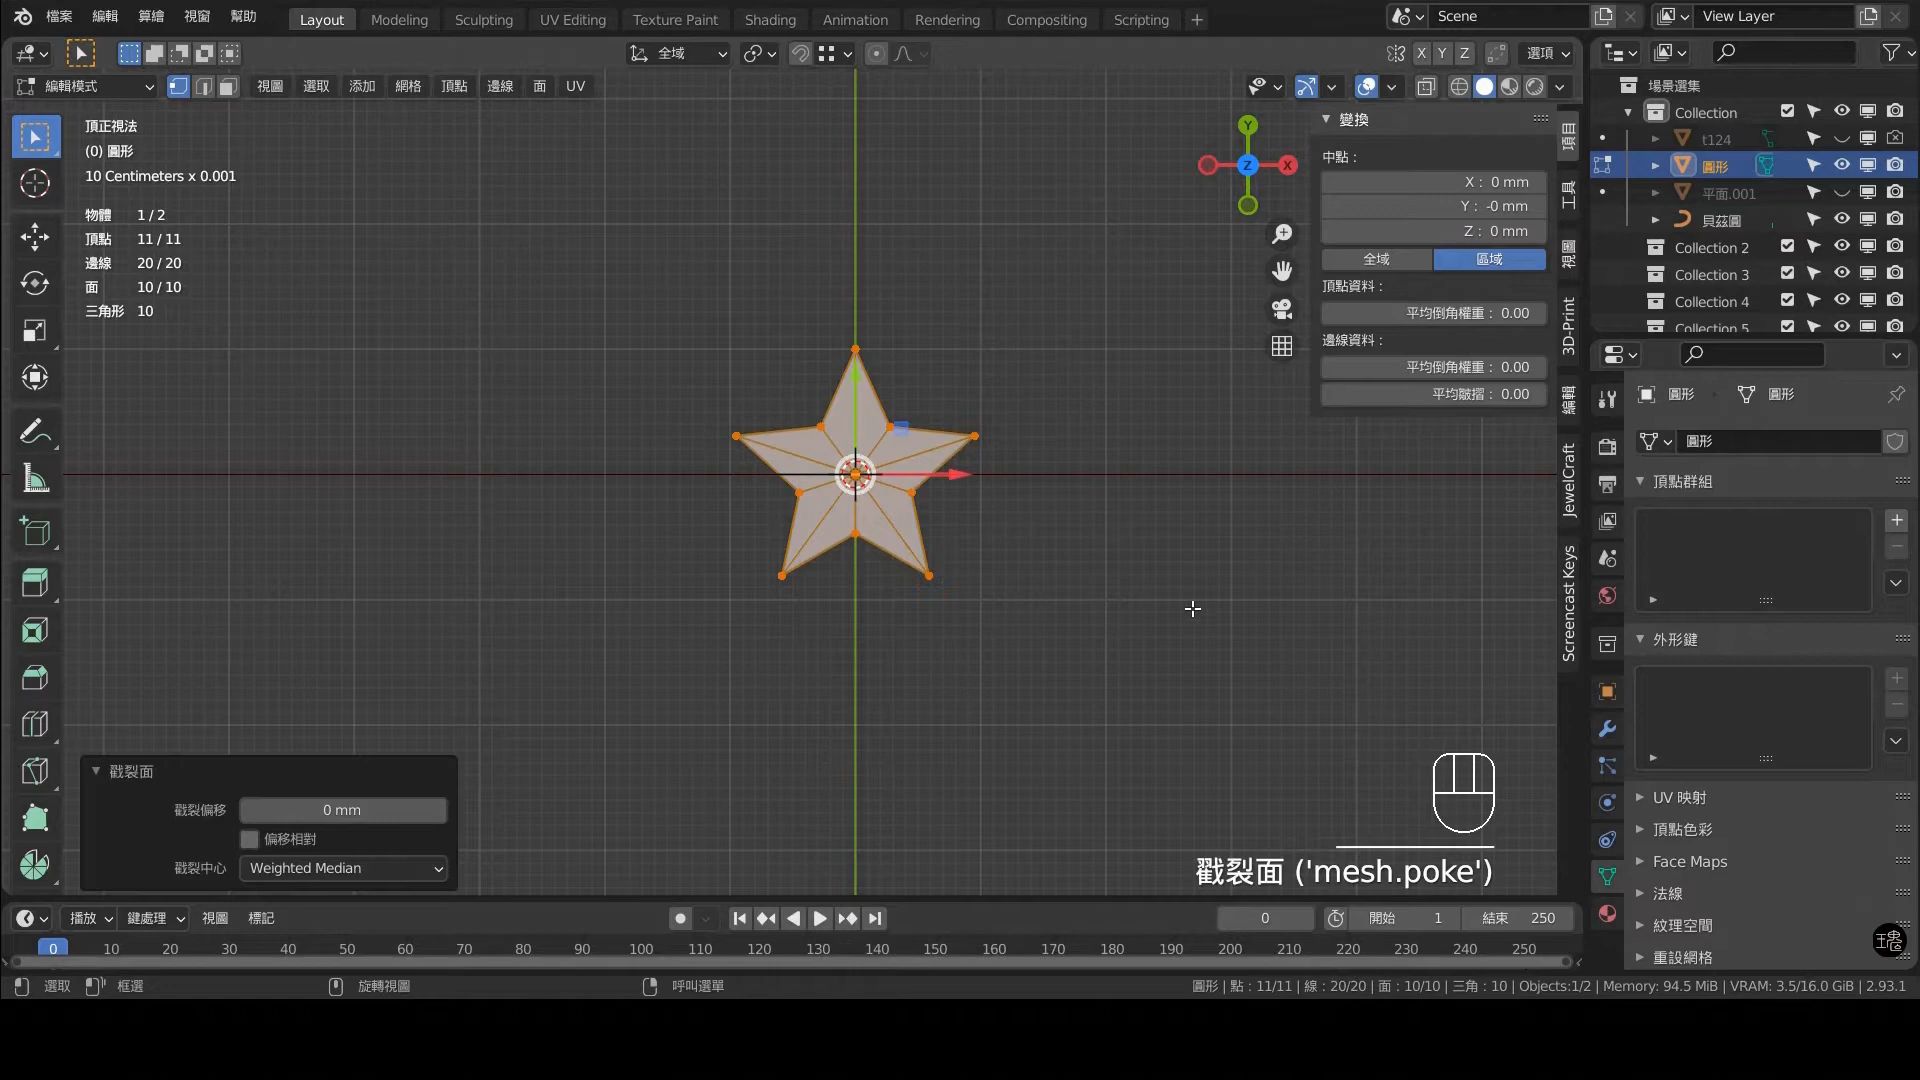 檔案 編輯 算繪 視窗 幫助 Layout Modeling Sculpting UV Editing Texture Paint Shading Animation Rendering Compositing Scripting + Scene View Layer
全域 X Y Z 選項
編輯模式 視圖 選取 添加 網格 頂點 邊線 面 UV
頂正視法
(0) 圓形
10 Centimeters x 0.001
物體 1 / 2
頂點 11 / 11
邊線 20 / 20
面 10 / 10
三角形 10
Y
Z
X
變換
中點：
X： 0 mm
Y： -0 mm
Z： 0 mm
全域 區域
頂點資料：
平均倒角權重： 0.00
邊線資料：
平均倒角權重： 0.00
平均皺摺： 0.00
項目
工具
視圖
3D-Print
編輯
JewelCraft
Screencast Keys
場景選集
Collection
t124
圓形
平面.001
貝茲圓
Collection 2
Collection 3
Collection 4
Collection 5
圓形 圓形
圓形
頂點群組
外形鍵
UV 映射
頂點色彩
Face Maps
法線
紋理空間
重設網格
戳裂面
戳裂偏移 0 mm
偏移相對
戳裂中心 Weighted Median
戳裂面 ('mesh.poke')
播放 鍵處理 視圖 標記 0 開始 1 結束 250
0 10 20 30 40 50 60 70 80 90 100 110 120 130 140 150 160 170 180 190 200 210 220 230 240 250
選取 框選 旋轉視圖 呼叫選單 圓形 | 點：11/11 | 線：20/20 | 面：10/10 | 三角：10 | Objects:1/2 | Memory: 94.5 MiB | VRAM: 3.5/16.0 GiB | 2.93.1